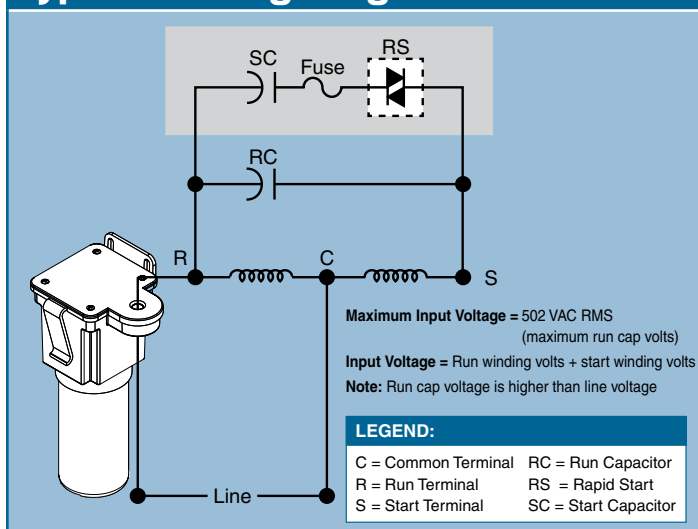 SC
Fuse
RS
RC
R
C
S
Maximum Input Voltage = 502 VAC RMS
(maximum run cap volts)
Input Voltage = Run winding volts + start winding volts
Note: Run cap voltage is higher than line voltage
Line
LEGEND:
C = Common Terminal RC = Run Capacitor
R = Run Terminal RS = Rapid Start
S = Start Terminal SC = Start Capacitor